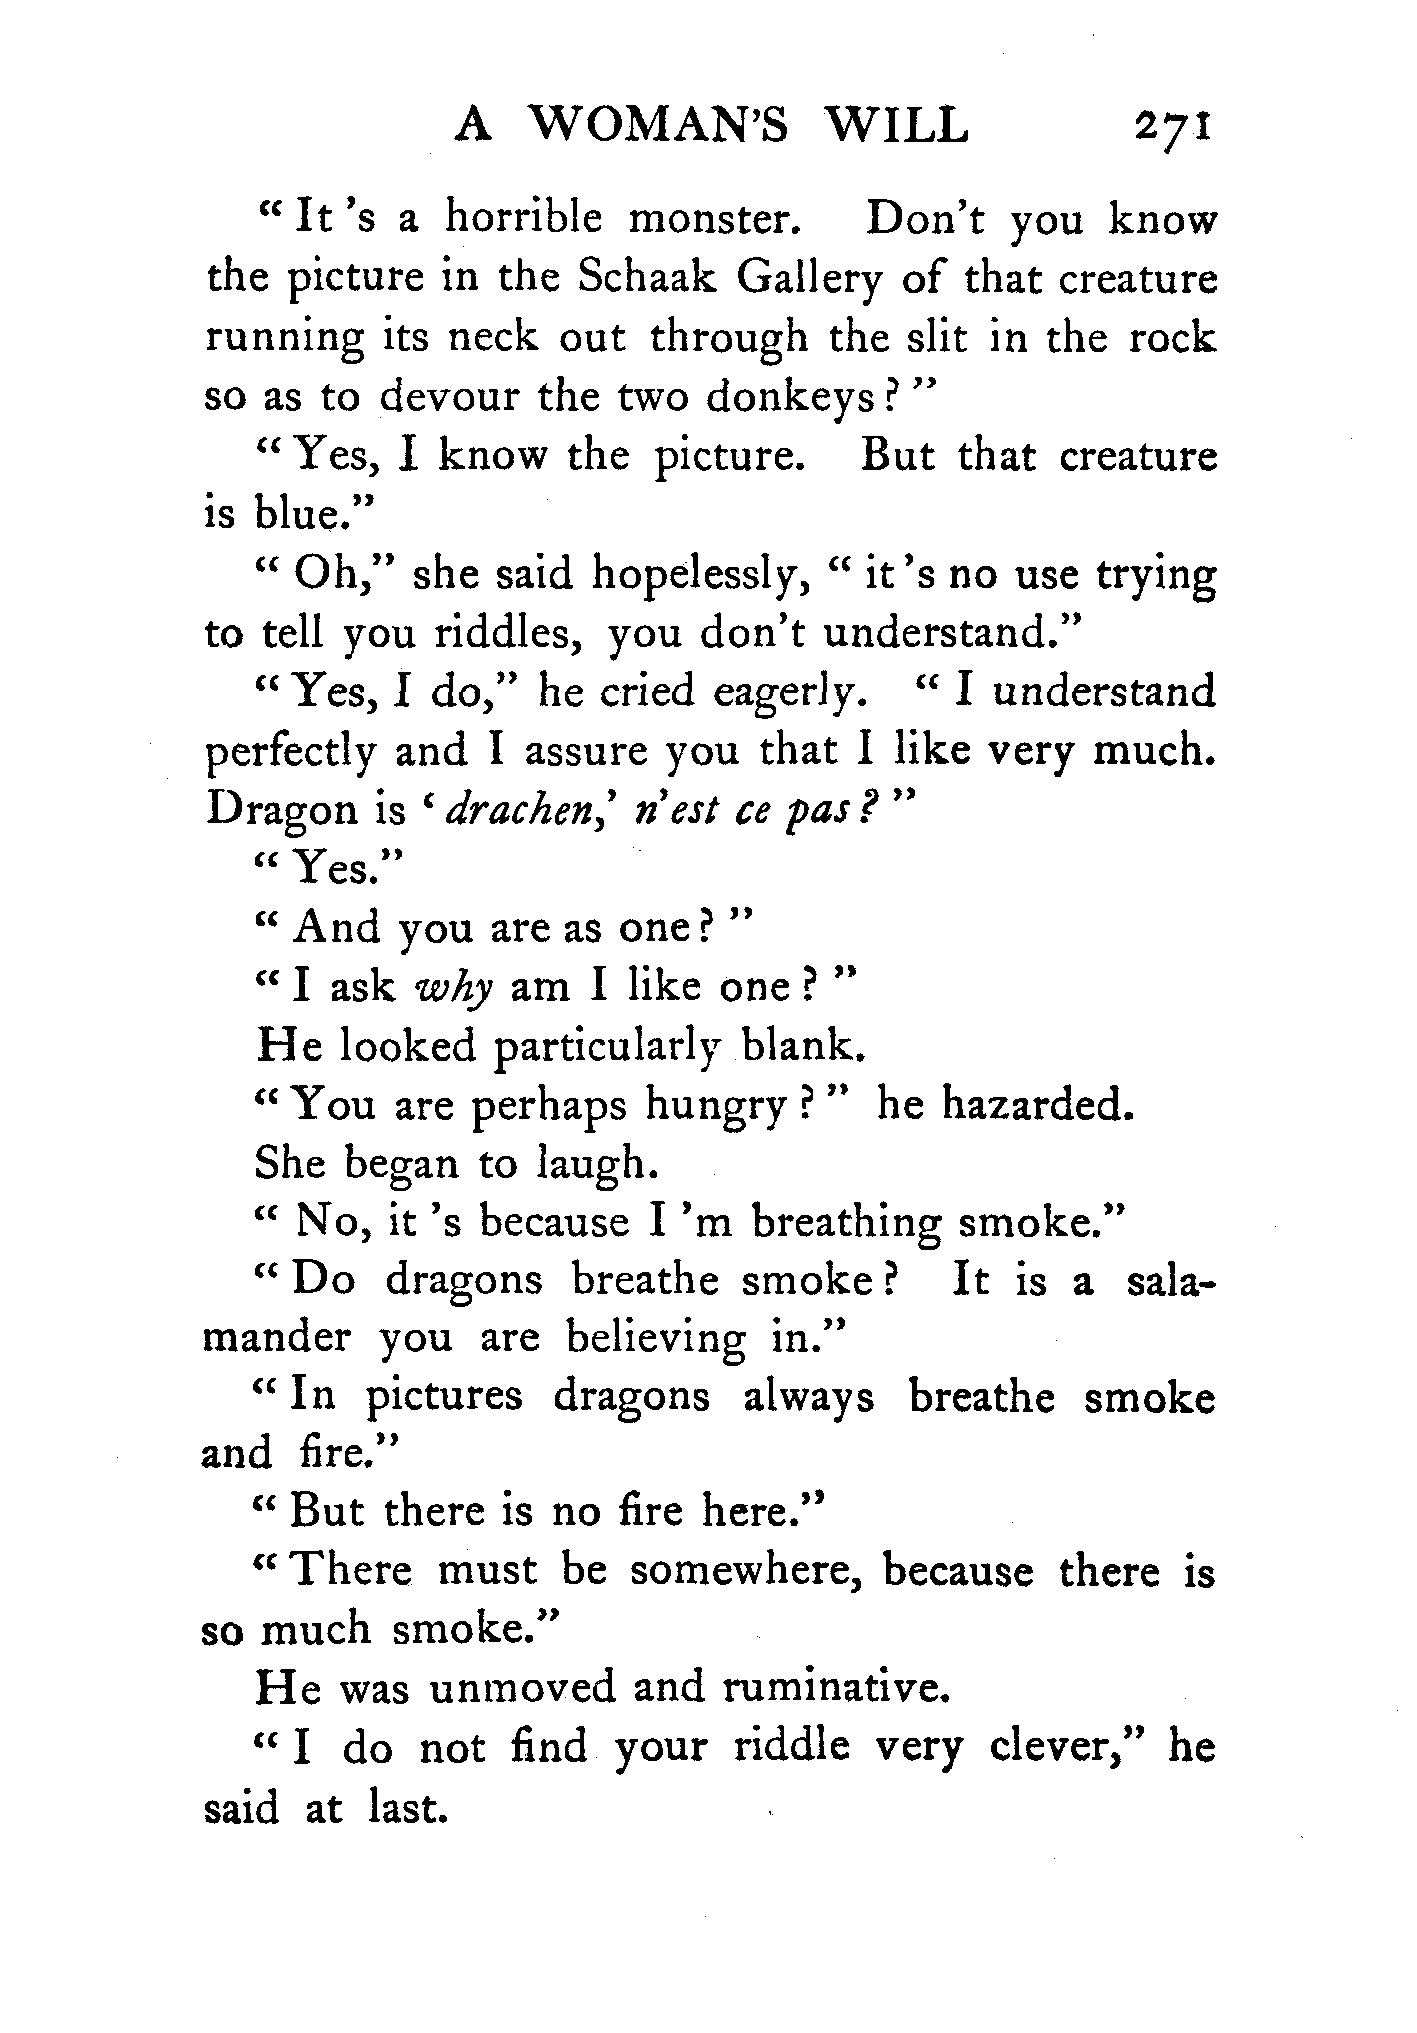 A WOMAN'S WILL 271
“ It 's a horrible monster. Don't you know
the picture in the Schaak Gallery of that creature
running its neck out through the slit in the rock
so as to devour the two donkeys? ”
“ Yes, I know the picture. But that creature
is blue.”
“ Oh,” she said hopelessly, “ it 's no use trying
to tell you riddles, you don't understand.”
“ Yes, I do,” he cried eagerly. “ I understand
perfectly and I assure you that I like very much.
Dragon is ‘ drachen,’ n'est ce pas? ”
“ Yes.”
“ And you are as one? ”
“ I ask why am I like one? ”
He looked particularly blank.
“ You are perhaps hungry? ” he hazarded.
She began to laugh.
“ No, it 's because I 'm breathing smoke.”
“ Do dragons breathe smoke? It is a sala-
mander you are believing in.”
“ In pictures dragons always breathe smoke
and fire.”
“ But there is no fire here.”
“ There must be somewhere, because there is
so much smoke.”
He was unmoved and ruminative.
“ I do not find your riddle very clever,” he
said at last.